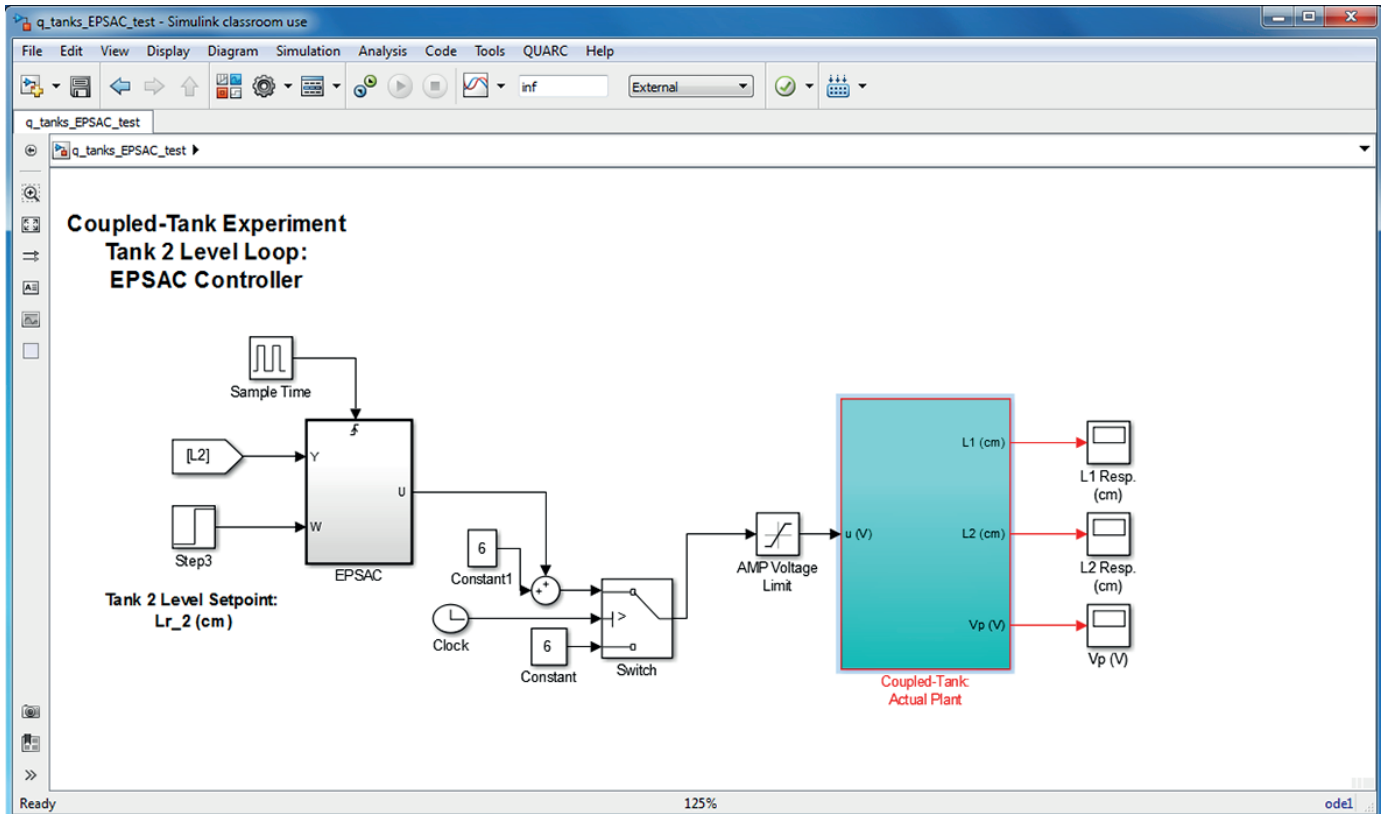 q_tanks_EPSAC_test - Simulink classroom use
File Edit View Display Diagram Simulation Analysis Code Tools QUARC Help
inf External
q_tanks_EPSAC_test
q_tanks_EPSAC_test
Coupled-Tank Experiment
Tank 2 Level Loop:
EPSAC Controller
Sample Time
[L2]
Y
U
W
Step3
EPSAC
Tank 2 Level Setpoint:
Lr_2 (cm)
6
Constant1
+
+
Clock
>
6
Constant
Switch
AMP Voltage
Limit
u (V)
L1 (cm)
L2 (cm)
Vp (V)
Coupled-Tank:
Actual Plant
L1 Resp.
(cm)
L2 Resp.
(cm)
Vp (V)
Ready 125% ode1